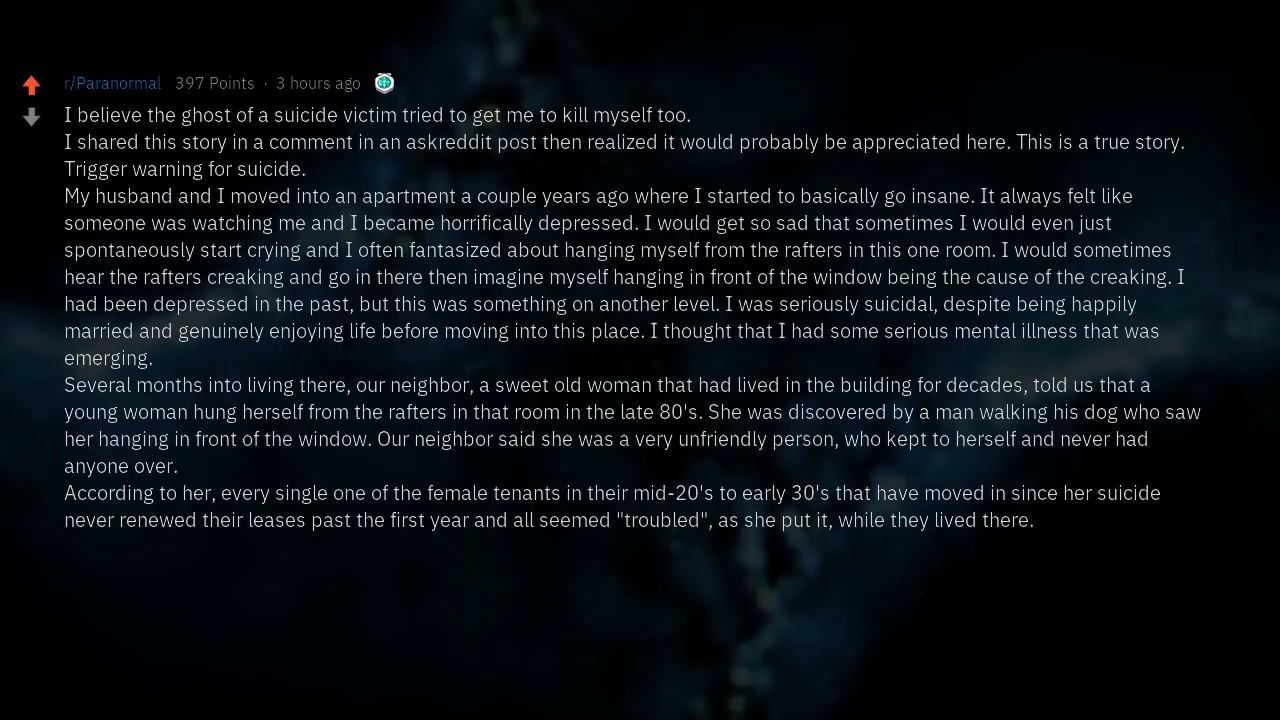 r/Paranormal 397 Points · 3 hours ago
I believe the ghost of a suicide victim tried to get me to kill myself too.
I shared this story in a comment in an askreddit post then realized it would probably be appreciated here. This is a true story.
Trigger warning for suicide.
My husband and I moved into an apartment a couple years ago where I started to basically go insane. It always felt like
someone was watching me and I became horrifically depressed. I would get so sad that sometimes I would even just
spontaneously start crying and I often fantasized about hanging myself from the rafters in this one room. I would sometimes
hear the rafters creaking and go in there then imagine myself hanging in front of the window being the cause of the creaking. I
had been depressed in the past, but this was something on another level. I was seriously suicidal, despite being happily
married and genuinely enjoying life before moving into this place. I thought that I had some serious mental illness that was
emerging.
Several months into living there, our neighbor, a sweet old woman that had lived in the building for decades, told us that a
young woman hung herself from the rafters in that room in the late 80's. She was discovered by a man walking his dog who saw
her hanging in front of the window. Our neighbor said she was a very unfriendly person, who kept to herself and never had
anyone over.
According to her, every single one of the female tenants in their mid-20's to early 30's that have moved in since her suicide
never renewed their leases past the first year and all seemed "troubled", as she put it, while they lived there.